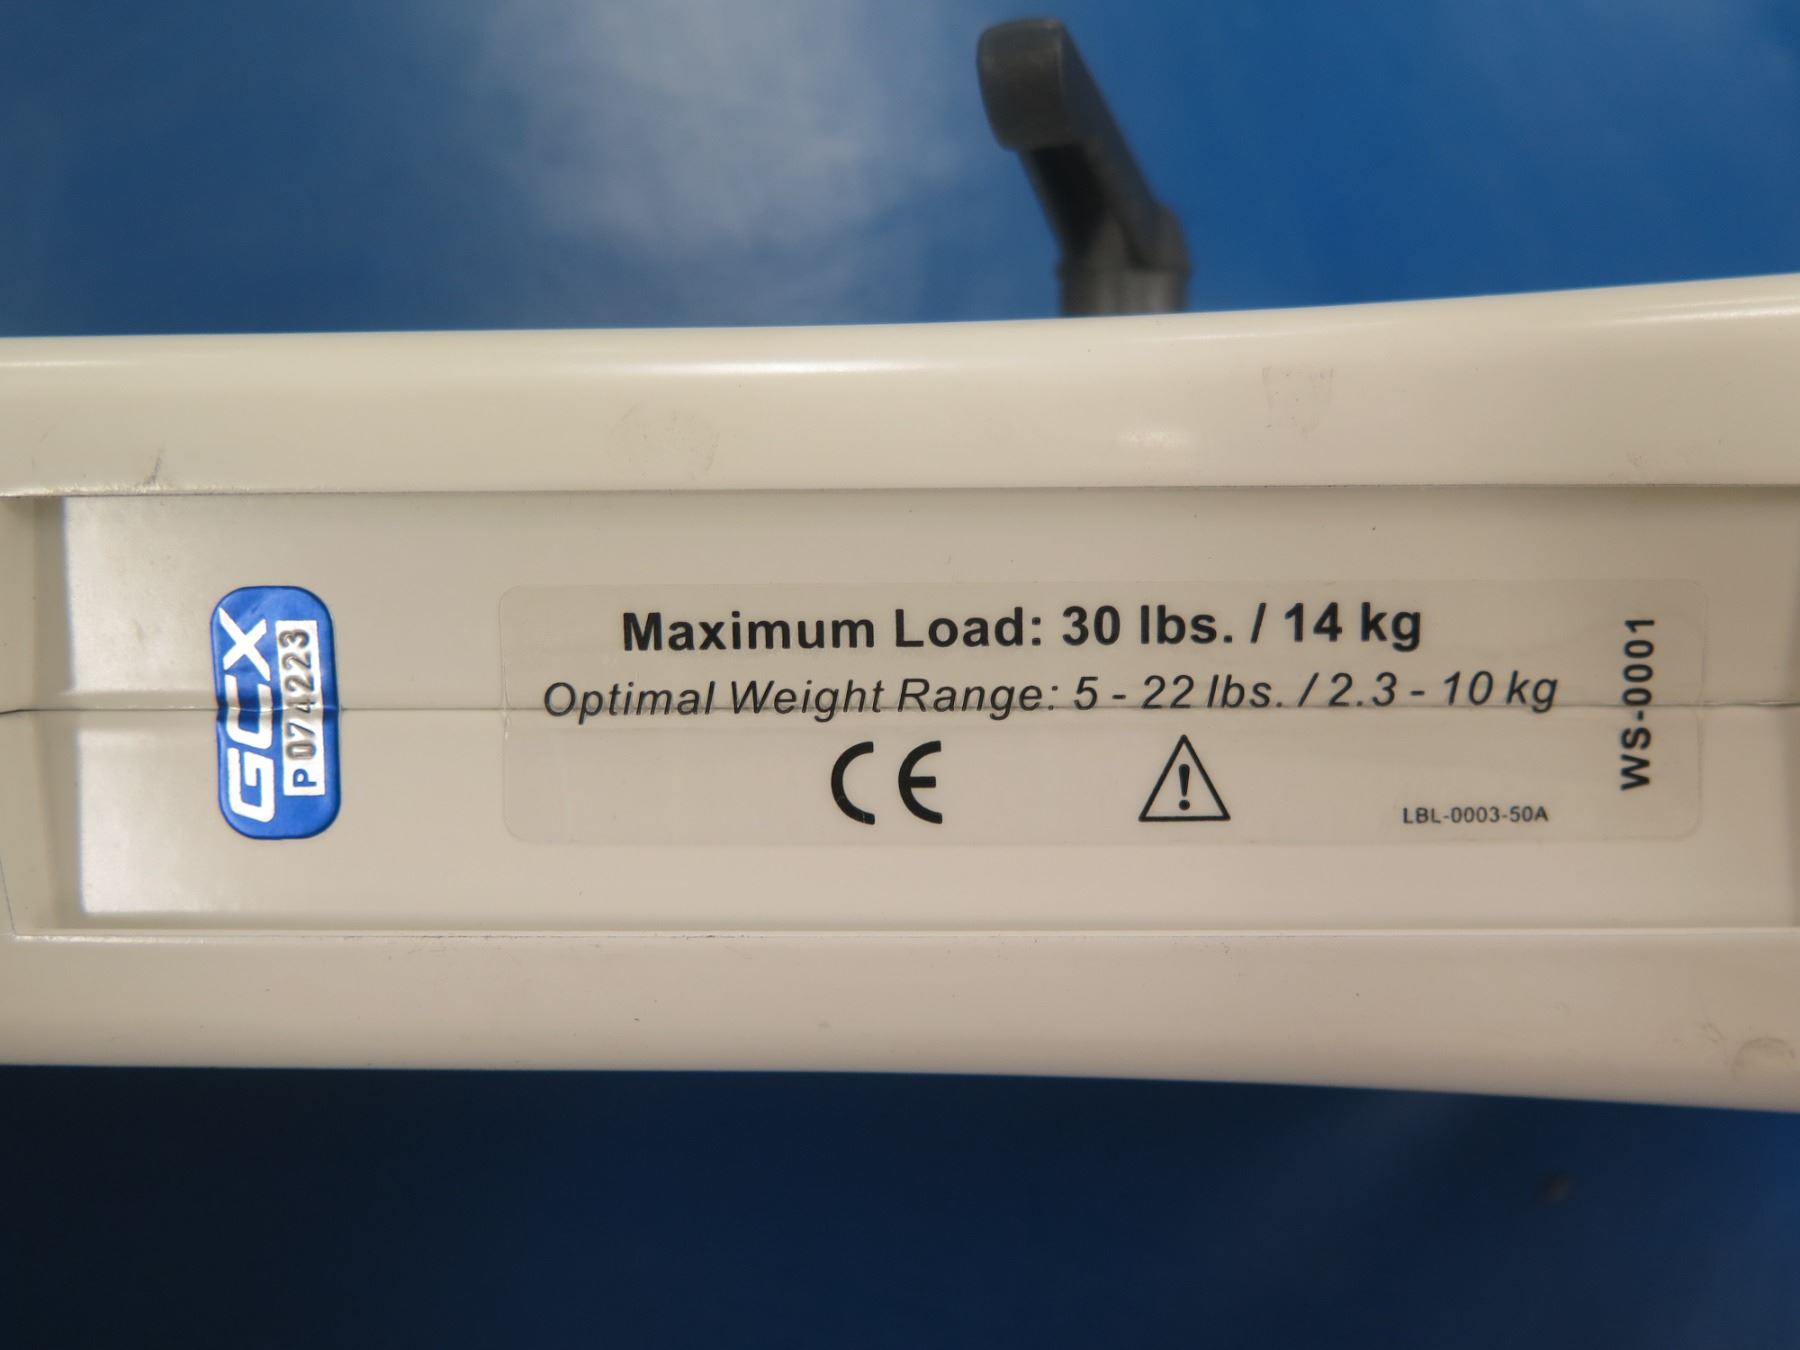 GCX
P 074223
Maximum Load: 30 lbs. / 14 kg
Optimal Weight Range: 5 - 22 lbs. / 2.3 - 10 kg
CE
LBL-0003-50A
WS-0001